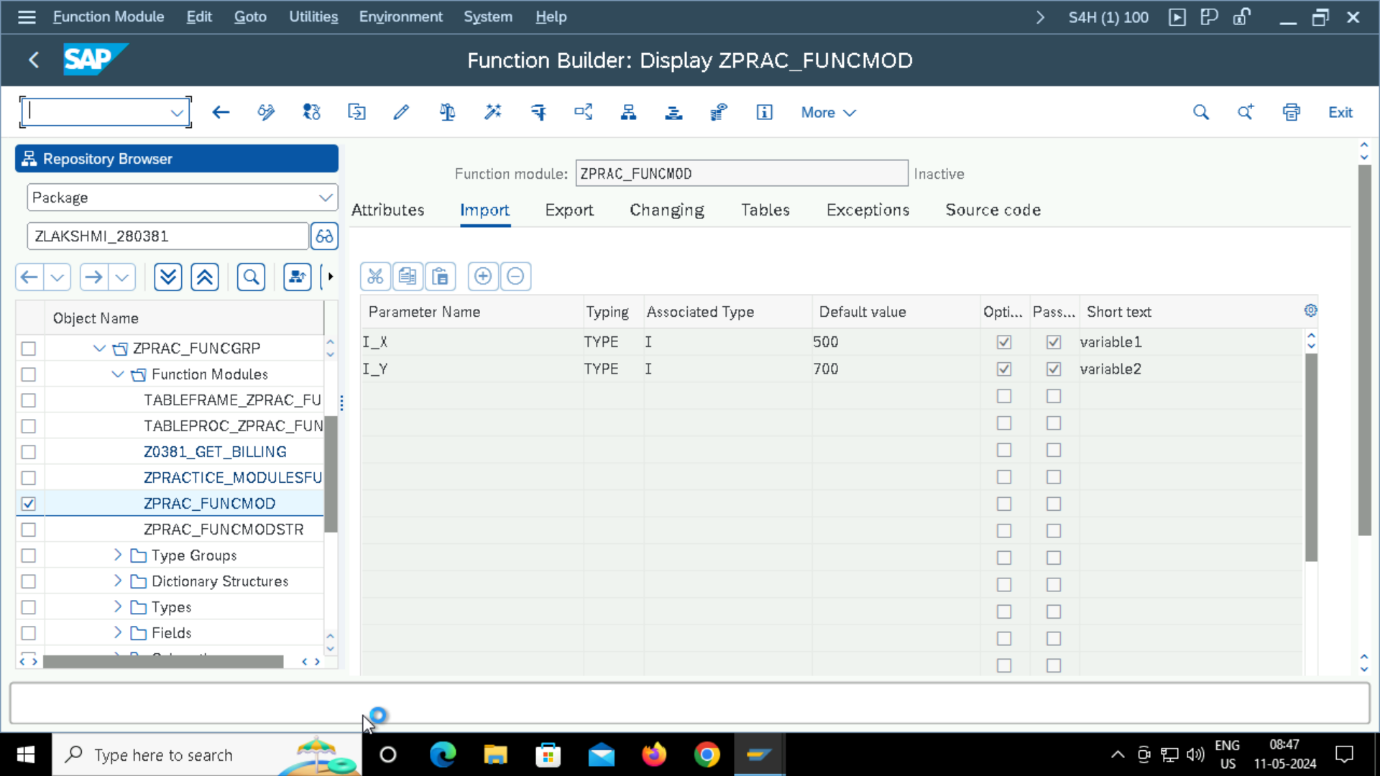 Function Module Edit Goto Utilities Environment System Help S4H (1) 100
SAP Function Builder: Display ZPRAC_FUNCMOD
More Exit
Repository Browser
Package
ZLAKSHMI_280381
Object Name
ZPRAC_FUNCGRP
Function Modules
TABLEFRAME_ZPRAC_FU
TABLEPROC_ZPRAC_FUN
Z0381_GET_BILLING
ZPRACTICE_MODULESFU
ZPRAC_FUNCMOD
ZPRAC_FUNCMODSTR
Type Groups
Dictionary Structures
Types
Fields
Function module: ZPRAC_FUNCMOD Inactive
Attributes Import Export Changing Tables Exceptions Source code
Parameter Name Typing Associated Type Default value Opti... Pass... Short text
I_X TYPE I 500 variable1
I_Y TYPE I 700 variable2
Type here to search
ENG
US
08:47
11-05-2024